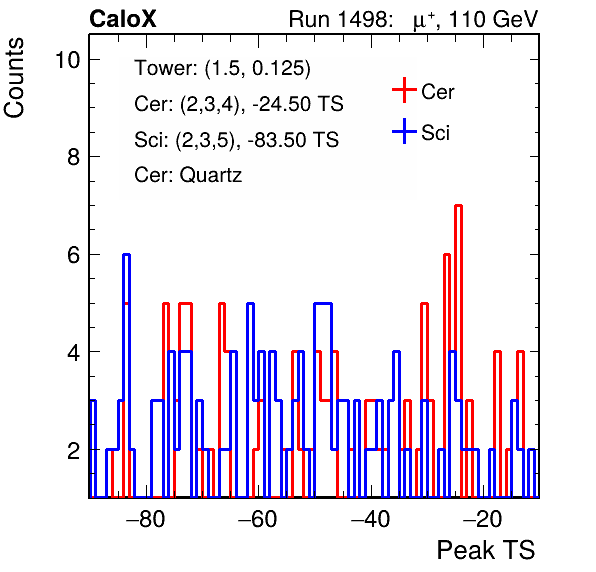 CaloX Run 1498: μ⁺, 110 GeV
Counts
Tower: (1.5, 0.125)
Cer: (2,3,4), -24.50 TS
Sci: (2,3,5), -83.50 TS
Cer: Quartz
Cer
Sci
10
8
6
4
2
−80 −60 −40 −20
Peak TS